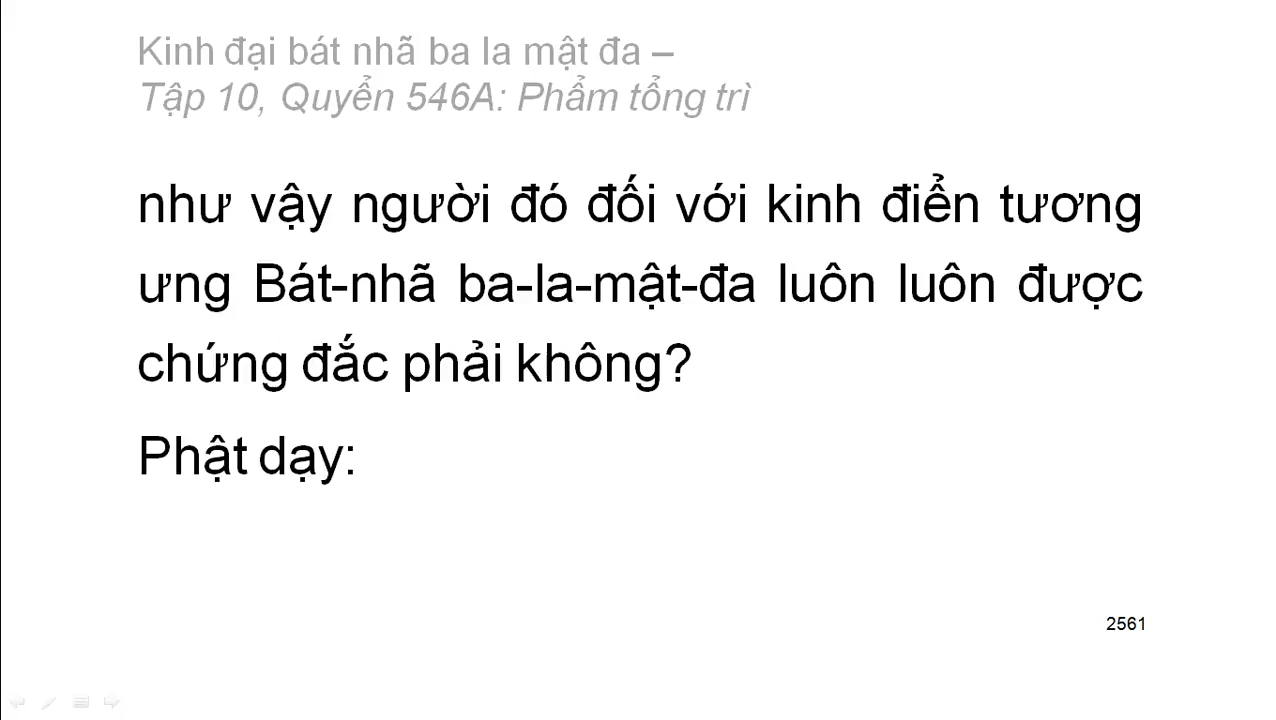 Kinh đại bát nhã ba la mật đa –
Tập 10, Quyển 546A: Phẩm tổng trì
như vậy người đó đối với kinh điển tương
ưng Bát-nhã ba-la-mật-đa luôn luôn được
chứng đắc phải không?
Phật dạy:
2561